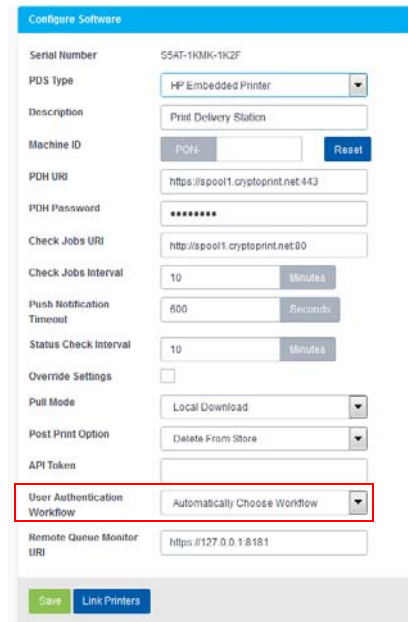 Configure Software
Serial Number S5AT-1KMK-1K2F
PDS Type HP Embedded Printer
Description Print Delivery Station
Machine ID PON- Reset
PDH URI https://spool1.cryptoprint.net:443
PDH Password ••••••••
Check Jobs URI http://spool1.cryptoprint.net:80
Check Jobs Interval 10 Minutes
Push Notification
Timeout 600 Seconds
Status Check Interval 10 Minutes
Override Settings
Pull Mode Local Download
Post Print Option Delete From Store
API Token
User Authentication
Workflow Automatically Choose Workflow
Remote Queue Monitor
URI https://127.0.0.1:8181
Save Link Printers